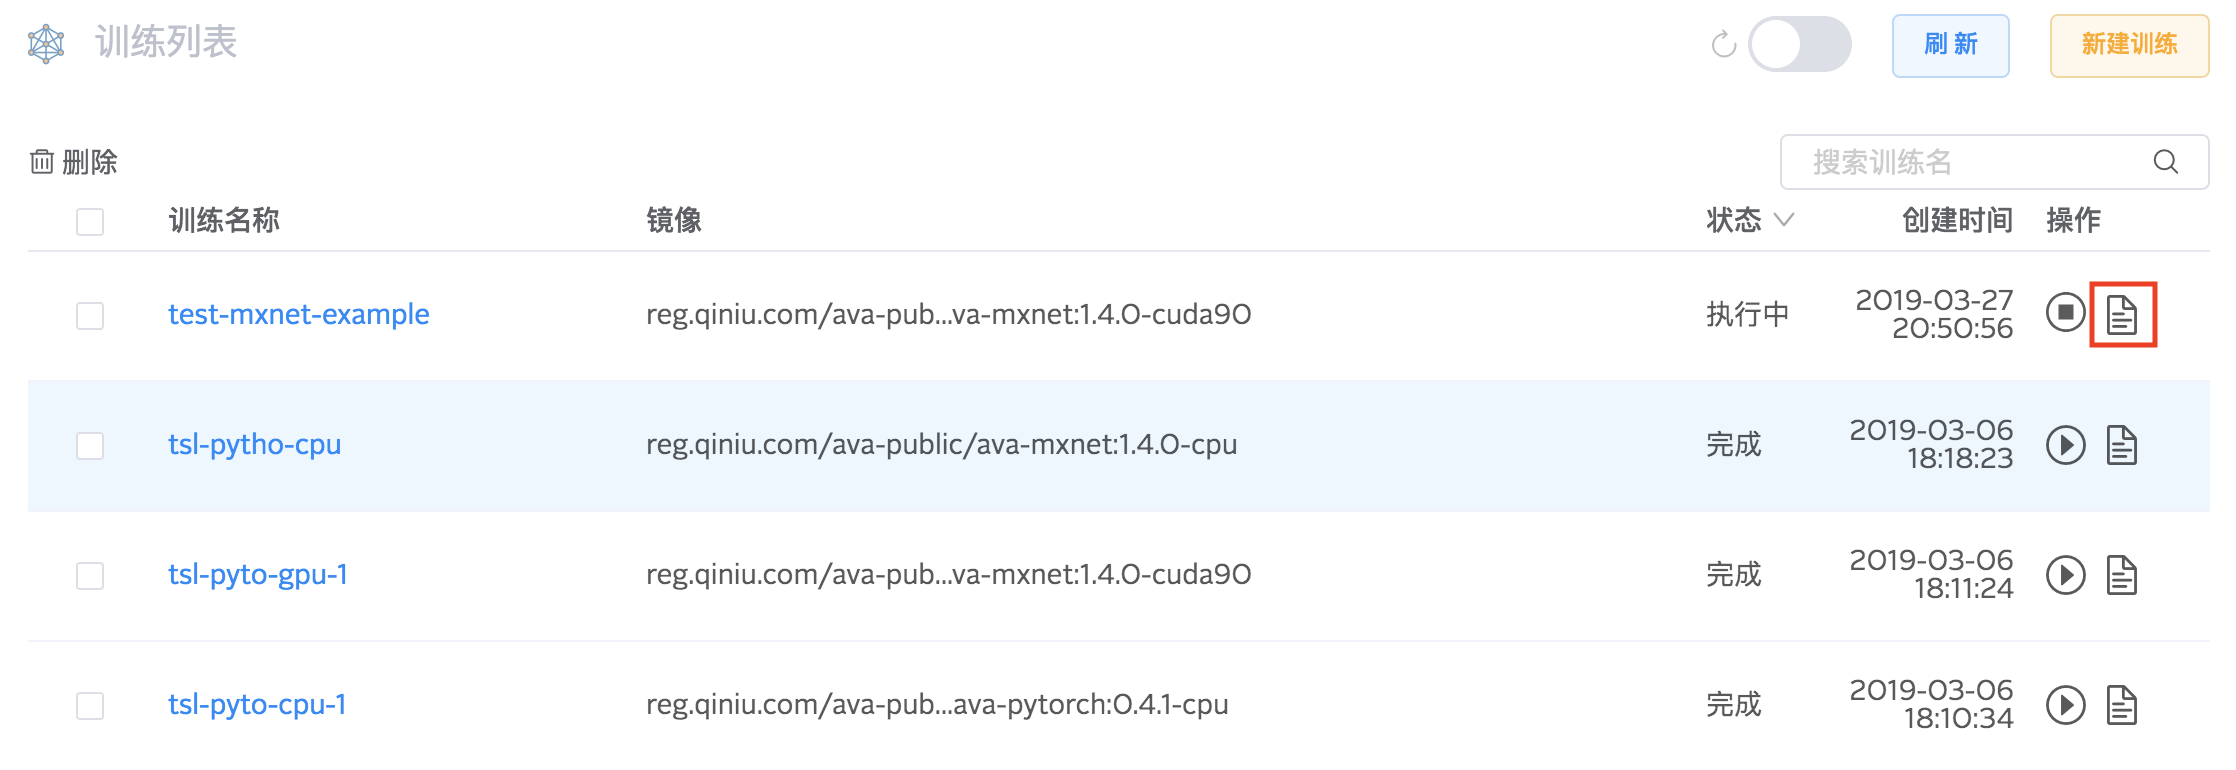 训练列表
刷 新
新建训练
删除
搜索训练名
训练名称 镜像 状态 创建时间 操作
test-mxnet-example reg.qiniu.com/ava-pub...va-mxnet:1.4.0-cuda90 执行中 2019-03-27
20:50:56
tsl-pytho-cpu reg.qiniu.com/ava-public/ava-mxnet:1.4.0-cpu 完成 2019-03-06
18:18:23
tsl-pyto-gpu-1 reg.qiniu.com/ava-pub...va-mxnet:1.4.0-cuda90 完成 2019-03-06
18:11:24
tsl-pyto-cpu-1 reg.qiniu.com/ava-pub...ava-pytorch:0.4.1-cpu 完成 2019-03-06
18:10:34